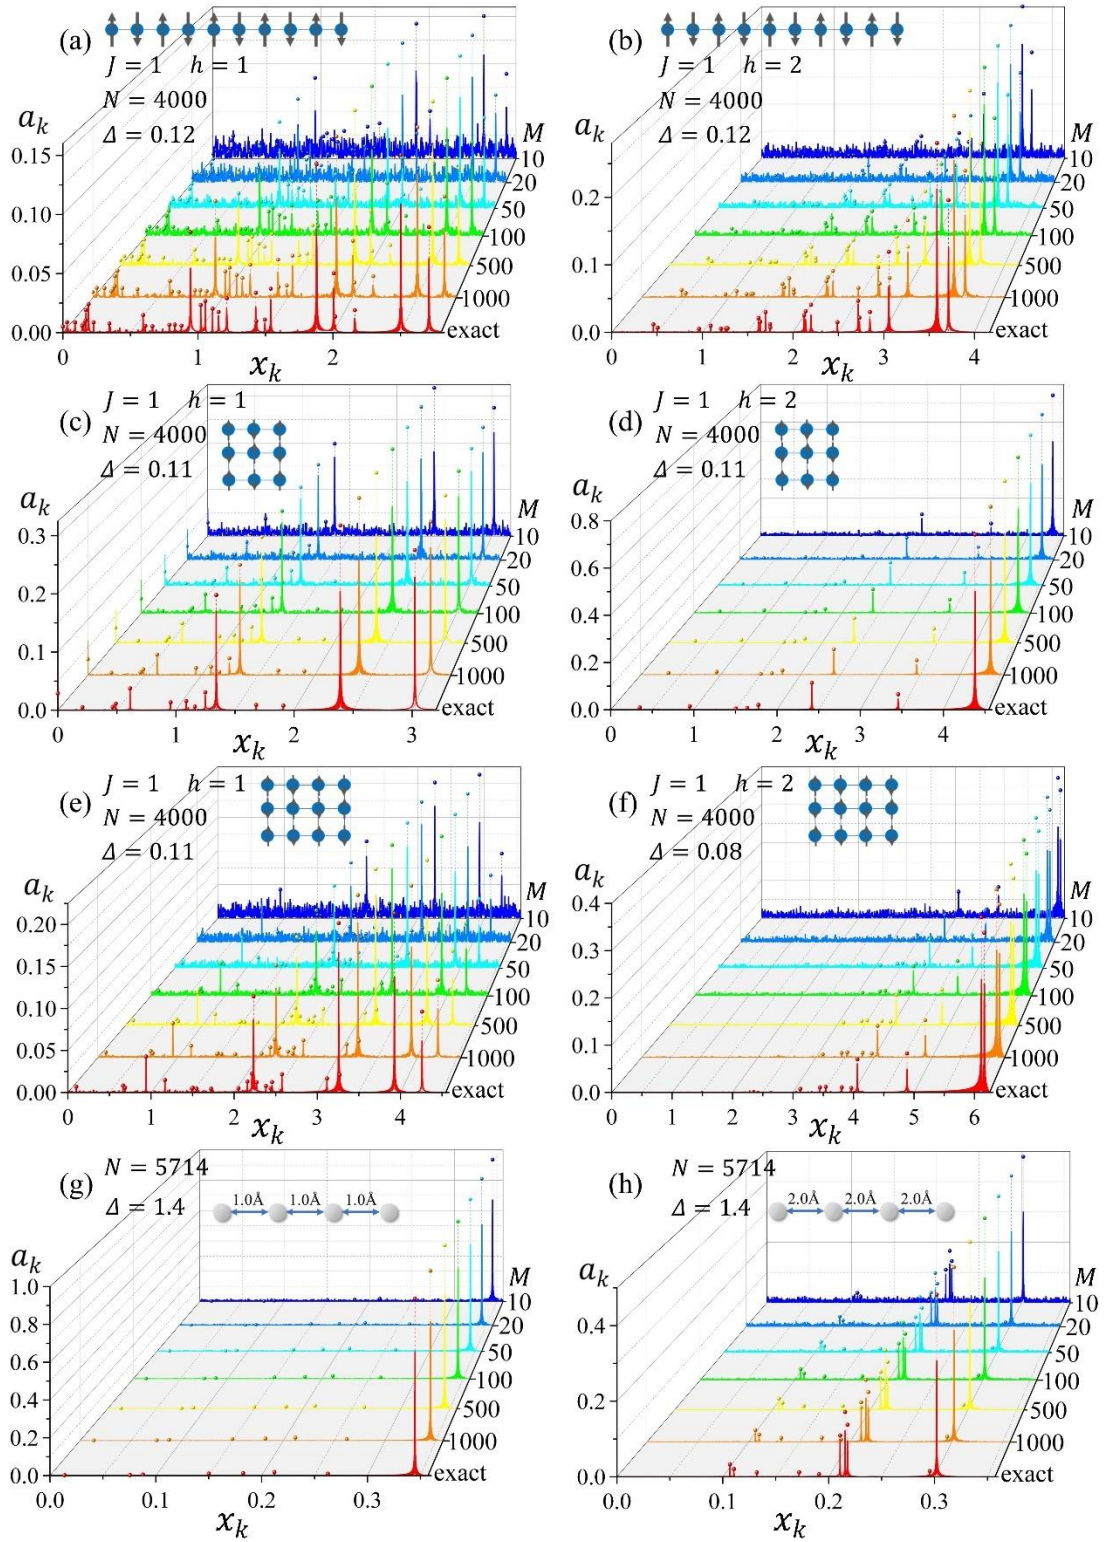 (a)
J = 1 h = 1
N = 4000
Δ = 0.12
a_k
0.15
0.10
0.05
0.00
0 1 2
x_k
M
10
20
50
100
500
1000
exact
(b)
J = 1 h = 2
N = 4000
Δ = 0.12
a_k
0.2
0.1
0.0
0 1 2 3 4
x_k
M
10
20
50
100
500
1000
exact
(c)
J = 1 h = 1
N = 4000
Δ = 0.11
a_k
0.3
0.2
0.1
0.0
0 1 2 3
x_k
M
10
20
50
100
500
1000
exact
(d)
J = 1 h = 2
N = 4000
Δ = 0.11
a_k
0.8
0.6
0.4
0.2
0.0
0 1 2 3 4
x_k
M
10
20
50
100
500
1000
exact
(e)
J = 1 h = 1
N = 4000
Δ = 0.11
a_k
0.20
0.15
0.10
0.05
0.00
0 1 2 3 4
x_k
M
10
20
50
100
500
1000
exact
(f)
J = 1 h = 2
N = 4000
Δ = 0.08
a_k
0.4
0.3
0.2
0.1
0.0
0 1 2 3 4 5 6
x_k
M
10
20
50
100
500
1000
exact
(g)
N = 5714
Δ = 1.4
1.0Å 1.0Å 1.0Å
a_k
1.0
0.8
0.6
0.4
0.2
0.0
0.0 0.1 0.2 0.3
x_k
M
10
20
50
100
500
1000
exact
(h)
N = 5714
Δ = 1.4
2.0Å 2.0Å 2.0Å
a_k
0.4
0.2
0.0
0.0 0.1 0.2 0.3
x_k
M
10
20
50
100
500
1000
exact